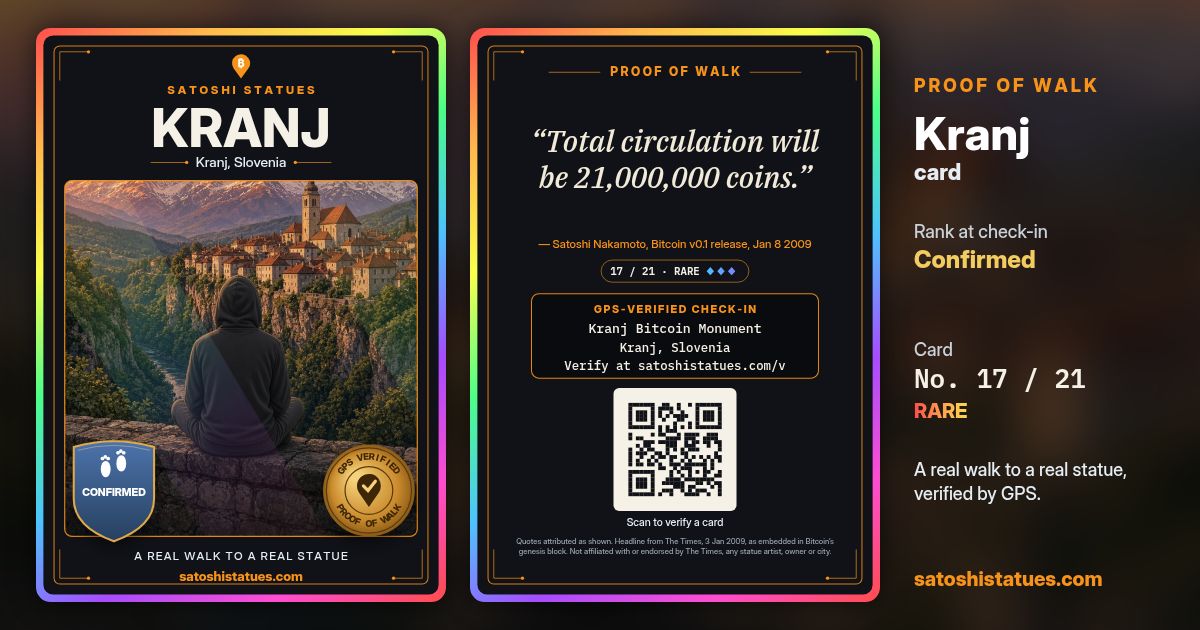 SATOSHI STATUES
KRANJ
Kranj, Slovenia
CONFIRMED
GPS VERIFIED
PROOF OF WALK
A REAL WALK TO A REAL STATUE
satoshistatues.com
PROOF OF WALK
“Total circulation will
be 21,000,000 coins.”
— Satoshi Nakamoto, Bitcoin v0.1 release, Jan 8 2009
17 / 21 · RARE
GPS-VERIFIED CHECK-IN
Kranj Bitcoin Monument
Kranj, Slovenia
Verify at satoshistatues.com/v
Scan to verify a card
Quotes attributed as shown. Headline from The Times, 3 Jan 2009, as embedded in Bitcoin's
genesis block. Not affiliated with or endorsed by The Times, any statue artist, owner or city.
PROOF OF WALK
Kranj
card
Rank at check-in
Confirmed
Card
No. 17 / 21
RARE
A real walk to a real statue,
verified by GPS.
satoshistatues.com